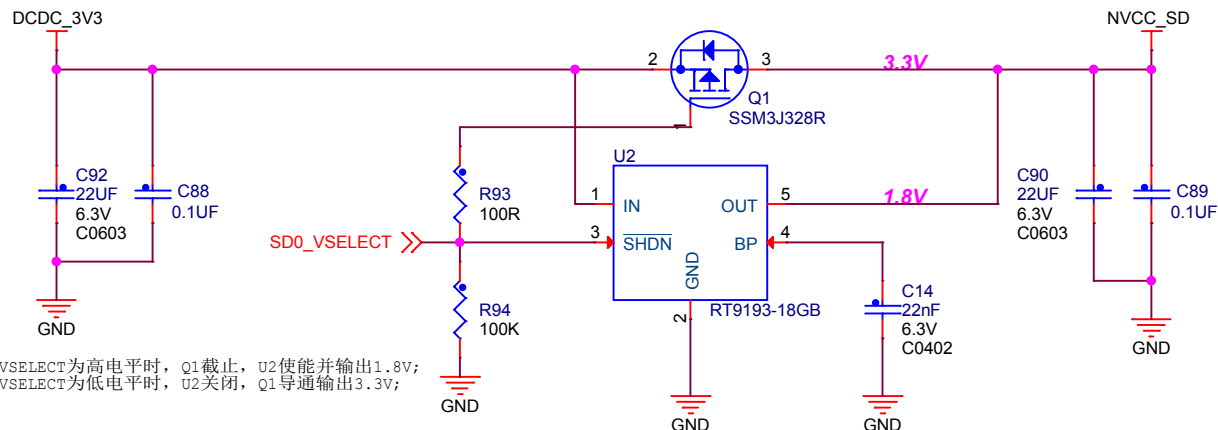 DCDC_3V3
NVCC_SD
2
3
3.3V
Q1
SSM3J328R
1
U2
C92
22UF
6.3V
C0603
C88
0.1UF
R93
100R
1
IN
OUT
5
1.8V
C90
22UF
6.3V
C0603
C89
0.1UF
SD0_VSELECT
3
SHDN
BP
4
GND
2
RT9193-18GB
R94
100K
C14
22nF
6.3V
C0402
GND
GND
VSELECT为高电平时，Q1截止，U2使能并输出1.8V;
VSELECT为低电平时，U2关闭，Q1导通输出3.3V;
GND
GND
GND